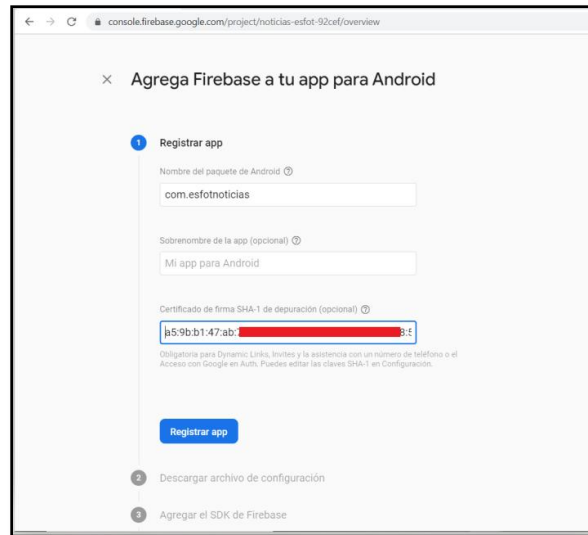 console.firebase.google.com/project/noticias-esfot-92cef/overview
Agrega Firebase a tu app para Android
1 Registrar app
Nombre del paquete de Android
com.esfotnoticias
Sobrenombre de la app (opcional)
Mi app para Android
Certificado de firma SHA-1 de depuración (opcional)
a5:9b:b1:47:ab:
Obligatoria para Dynamic Links, Invites y la asistencia con un número de teléfono o el
Acceso con Google en Auth. Puedes editar las claves SHA-1 en Configuración.
Registrar app
2 Descargar archivo de configuración
3 Agregar el SDK de Firebase